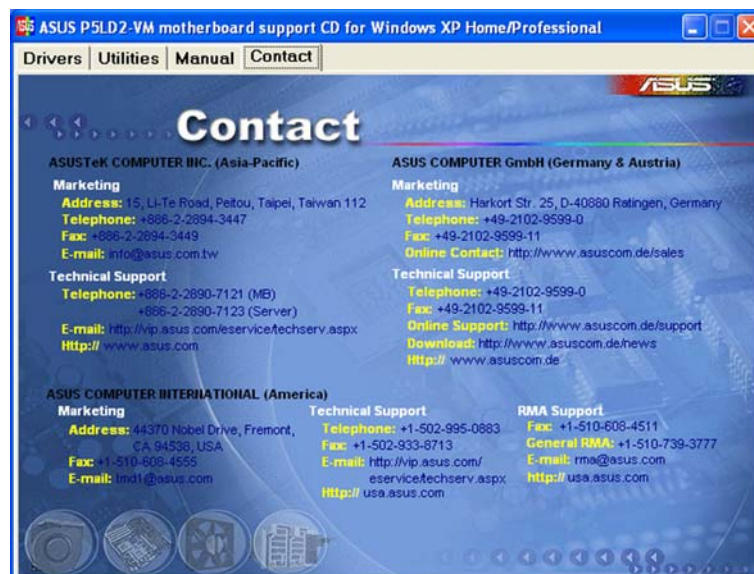 ASUS P5LD2-VM motherboard support CD for Windows XP Home/Professional
Drivers Utilities Manual Contact
ASUS
Contact
ASUSTeK COMPUTER INC. (Asia-Pacific)
Marketing
Address: 15, Li-Te Road, Peitou, Taipei, Taiwan 112
Telephone: +886-2-2894-3447
Fax: +886-2-2894-3449
E-mail: info@asus.com.tw
Technical Support
Telephone: +886-2-2890-7121 (MB)
+886-2-2890-7123 (Server)
E-mail: http://vip.asus.com/eservice/techserv.aspx
Http:// www.asus.com
ASUS COMPUTER GmbH (Germany & Austria)
Marketing
Address: Harkort Str. 25, D-40880 Ratingen, Germany
Telephone: +49-2102-9599-0
Fax: +49-2102-9599-11
Online Contact: http://www.asuscom.de/sales
Technical Support
Telephone: +49-2102-9599-0
Fax: +49-2102-9599-11
Online Support: http://www.asuscom.de/support
Download: http://www.asuscom.de/news
Http:// www.asuscom.de
ASUS COMPUTER INTERNATIONAL (America)
Marketing
Address: 44370 Nobel Drive, Fremont,
CA 94538, USA
Fax: +1-510-608-4555
E-mail: tmd1@asus.com
Technical Support
Telephone: +1-502-995-0883
Fax: +1-502-933-8713
E-mail: http://vip.asus.com/
eservice/techserv.aspx
Http:// usa.asus.com
RMA Support
Fax: +1-510-608-4511
General RMA: +1-510-739-3777
E-mail: rma@asus.com
http:// usa.asus.com